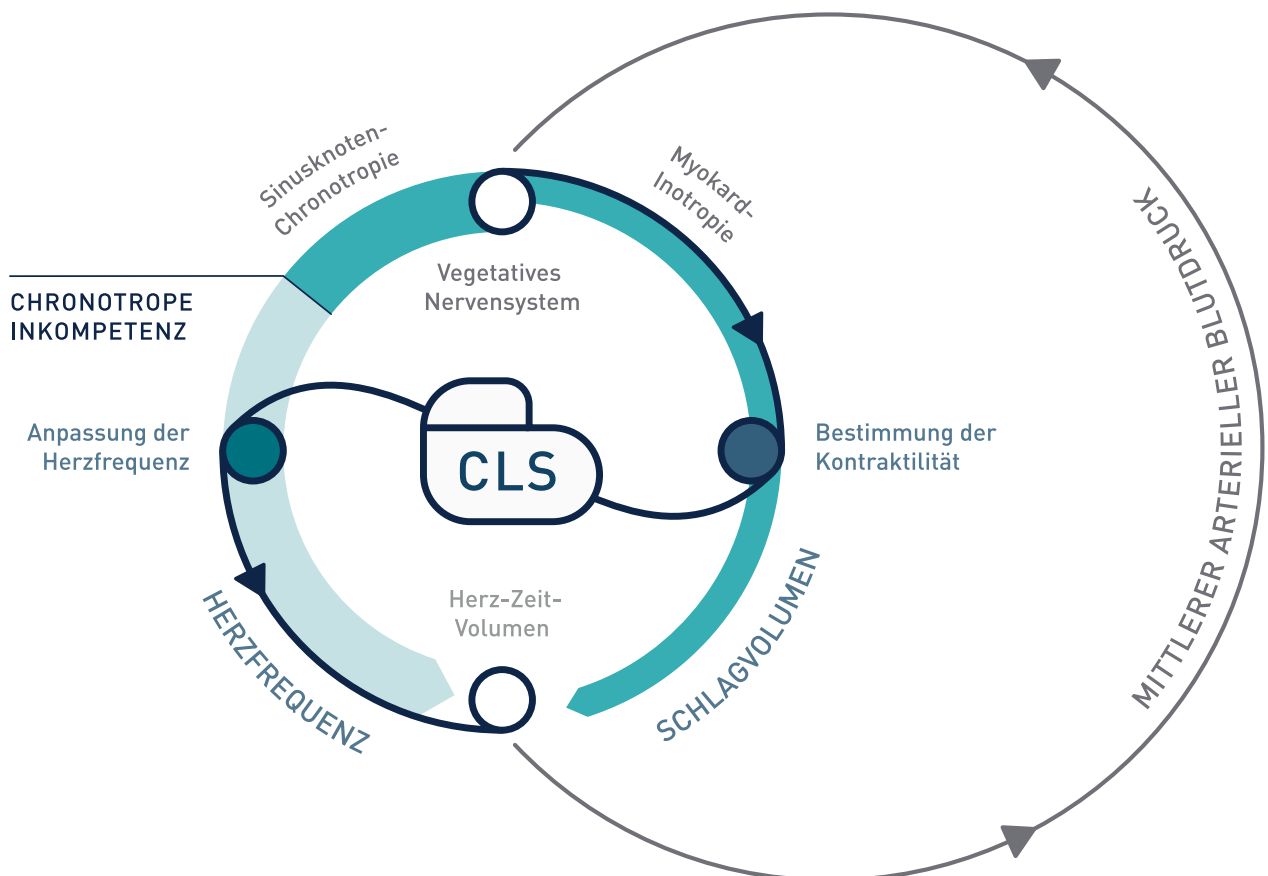 Sinusknoten-
Chronotropie
Myokard-
Inotropie
Vegetatives
Nervensystem
CHRONOTROPE
INKOMPETENZ
Anpassung der
Herzfrequenz
CLS
Bestimmung der
Kontraktilität
MITTLERER ARTERIELLER BLUTDRUCK
Herz-Zeit-
Volumen
HERZFREQUENZ
SCHLAGVOLUMEN